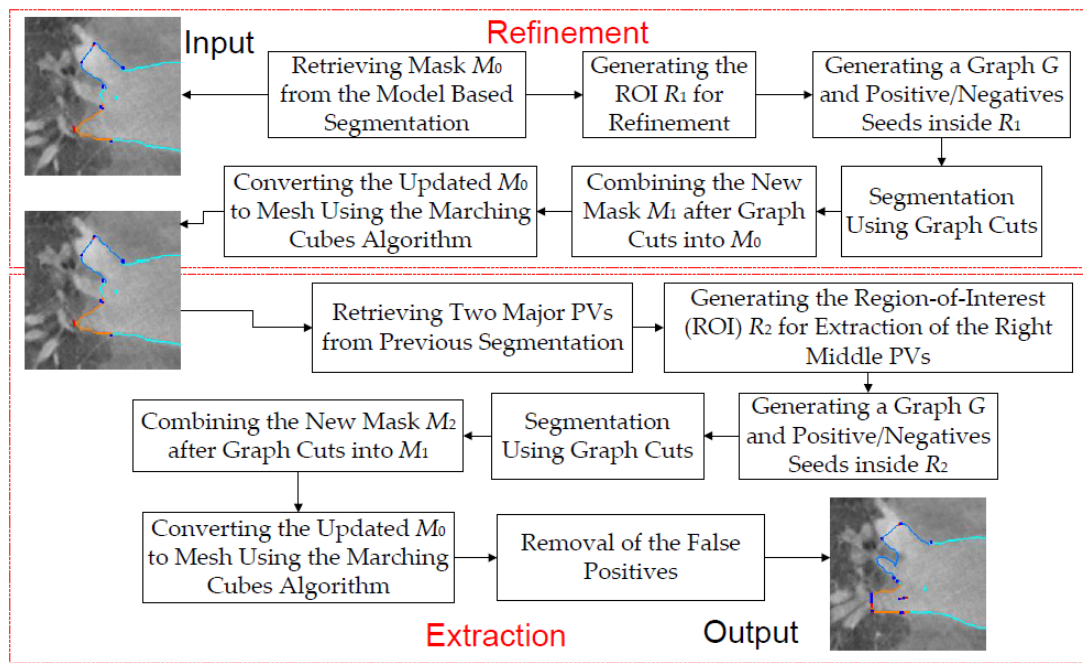 Input
Refinement
Retrieving Mask M0
from the Model Based
Segmentation
Generating the
ROI R1 for
Refinement
Generating a Graph G
and Positive/Negatives
Seeds inside R1
Converting the Updated M0
to Mesh Using the Marching
Cubes Algorithm
Combining the New
Mask M1 after Graph
Cuts into M0
Segmentation
Using Graph Cuts
Retrieving Two Major PVs
from Previous Segmentation
Generating the Region-of-Interest
(ROI) R2 for Extraction of the Right
Middle PVs
Combining the New Mask M2
after Graph Cuts into M1
Segmentation
Using Graph Cuts
Generating a Graph G
and Positive/Negatives
Seeds inside R2
Converting the Updated M0
to Mesh Using the Marching
Cubes Algorithm
Removal of the False
Positives
Extraction
Output